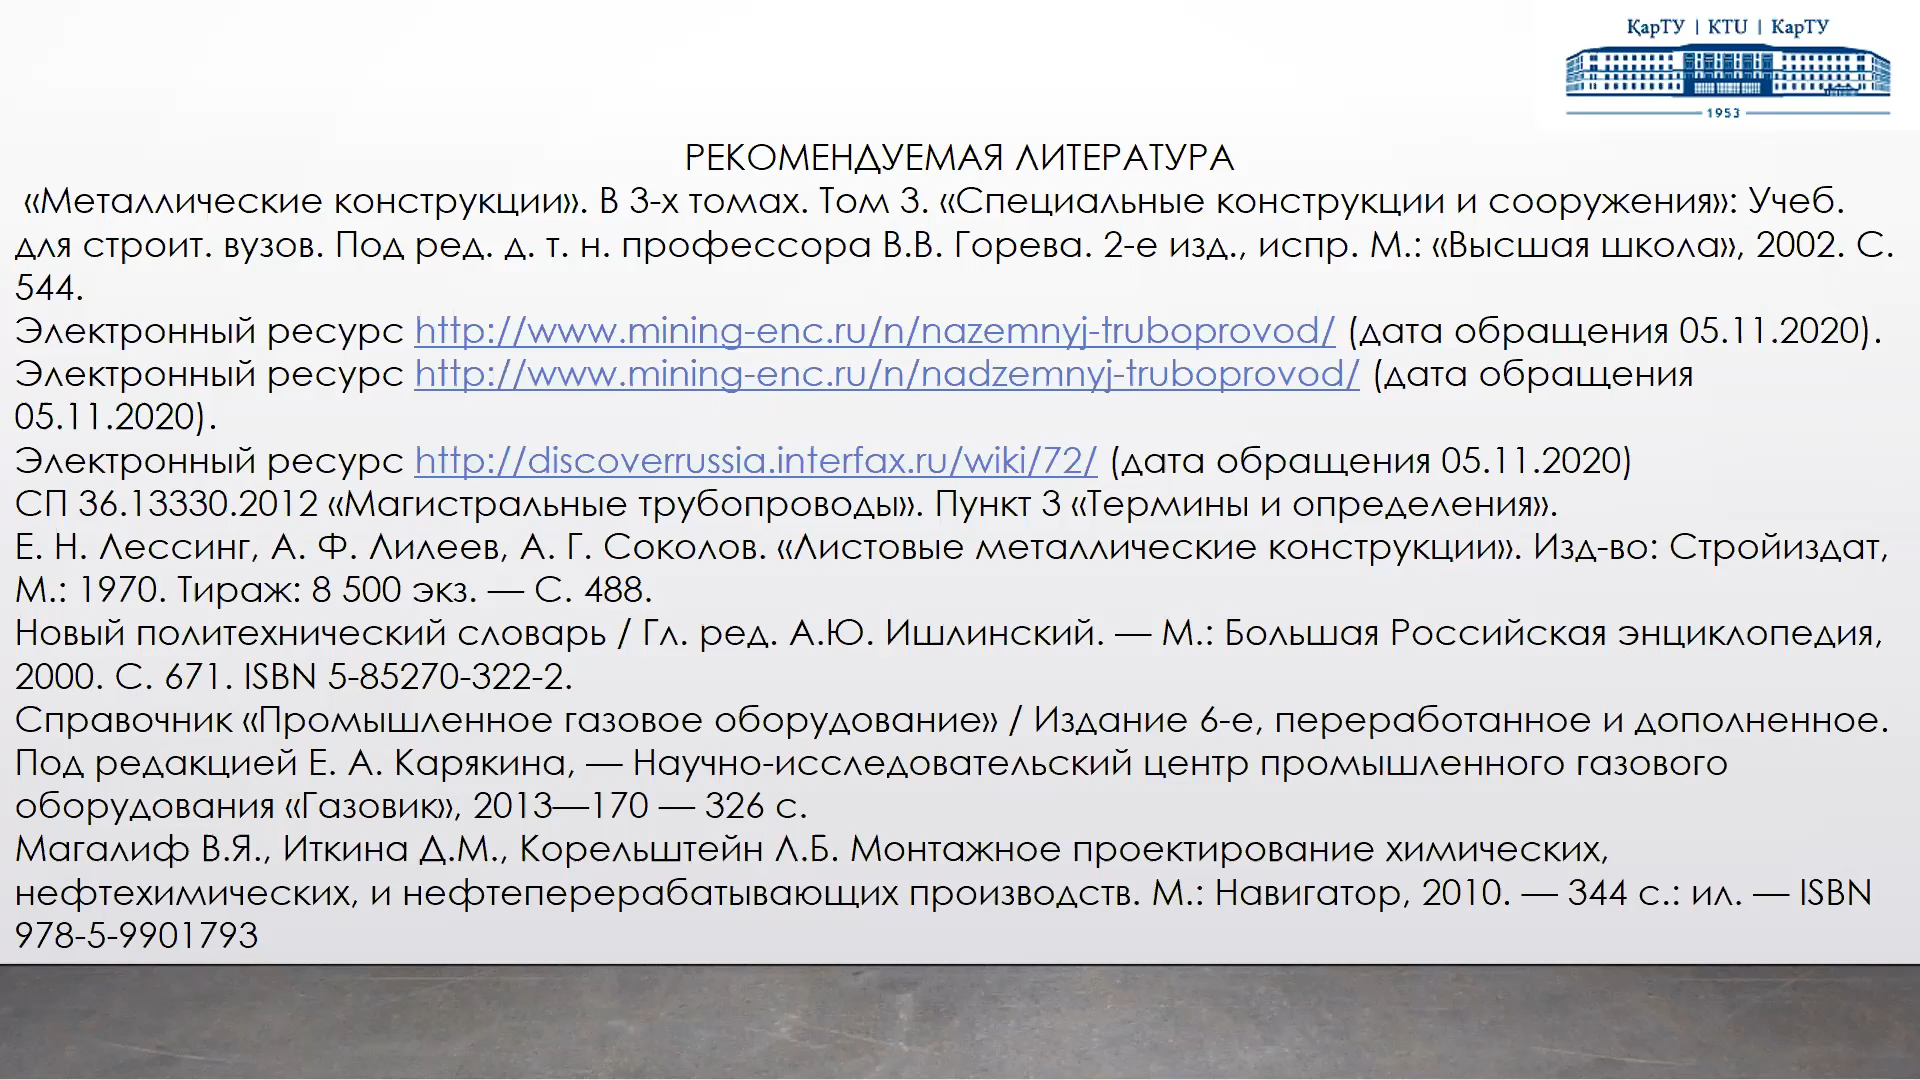 ҚарТУ | KTU | КарТУ
1953
РЕКОМЕНДУЕМАЯ ЛИТЕРАТУРА
«Металлические конструкции». В 3-х томах. Том 3. «Специальные конструкции и сооружения»: Учеб.
для строит. вузов. Под ред. д. т. н. профессора В.В. Горева. 2-е изд., испр. М.: «Высшая школа», 2002. С.
544.
Электронный ресурс http://www.mining-enc.ru/n/nazemnyj-truboprovod/ (дата обращения 05.11.2020).
Электронный ресурс http://www.mining-enc.ru/n/nadzemnyj-truboprovod/ (дата обращения
05.11.2020).
Электронный ресурс http://discoverrussia.interfax.ru/wiki/72/ (дата обращения 05.11.2020)
СП 36.13330.2012 «Магистральные трубопроводы». Пункт 3 «Термины и определения».
Е. Н. Лессинг, А. Ф. Лилеев, А. Г. Соколов. «Листовые металлические конструкции». Изд-во: Стройиздат,
М.: 1970. Тираж: 8 500 экз. — С. 488.
Новый политехнический словарь / Гл. ред. А.Ю. Ишлинский. — М.: Большая Российская энциклопедия,
2000. С. 671. ISBN 5-85270-322-2.
Справочник «Промышленное газовое оборудование» / Издание 6-е, переработанное и дополненное.
Под редакцией Е. А. Карякина, — Научно-исследовательский центр промышленного газового
оборудования «Газовик», 2013—170 — 326 с.
Магалиф В.Я., Иткина Д.М., Корельштейн Л.Б. Монтажное проектирование химических,
нефтехимических, и нефтеперерабатывающих производств. М.: Навигатор, 2010. — 344 с.: ил. — ISBN
978-5-9901793